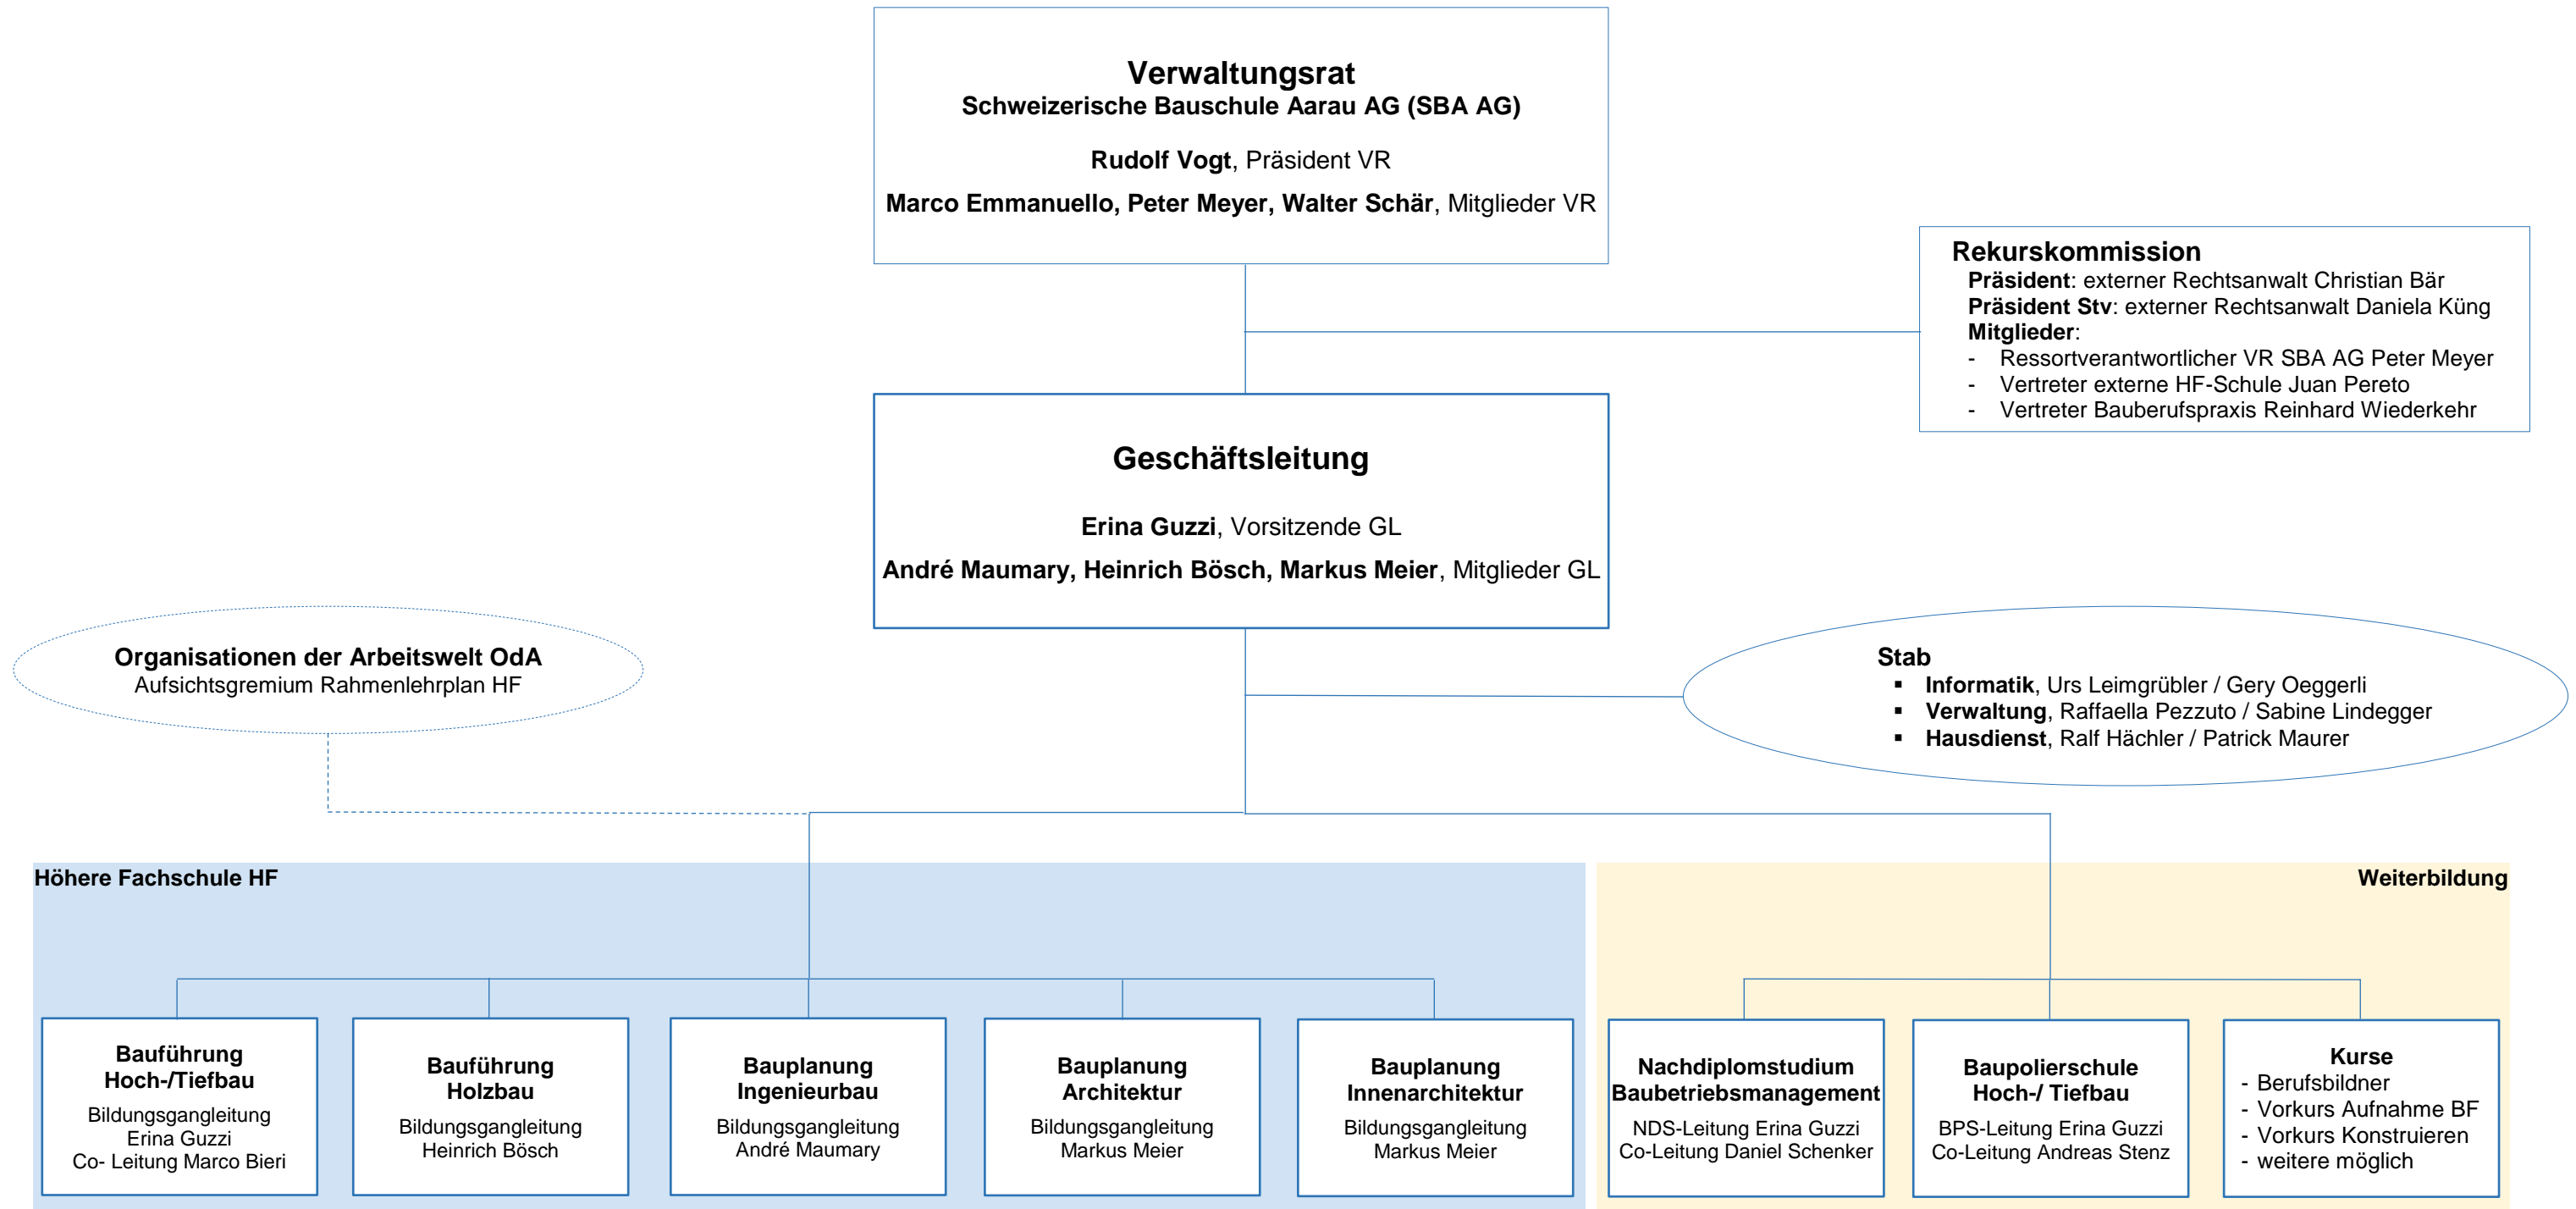 Verwaltungsrat
Schweizerische Bauschule Aarau AG (SBA AG)
Rudolf Vogt, Präsident VR
Marco Emmanuello, Peter Meyer, Walter Schär, Mitglieder VR
Rekurskommission
Präsident: externer Rechtsanwalt Christian Bär
Präsident Stv: externer Rechtsanwalt Daniela Küng
Mitglieder:
- Ressortverantwortlicher VR SBA AG Peter Meyer
- Vertreter externe HF-Schule Juan Pereto
- Vertreter Bauberufspraxis Reinhard Wiederkehr
Geschäftsleitung
Erina Guzzi, Vorsitzende GL
André Maumary, Heinrich Bösch, Markus Meier, Mitglieder GL
Organisationen der Arbeitswelt OdA
Aufsichtsgremium Rahmenlehrplan HF
Stab
▪ Informatik, Urs Leimgrübler / Gery Oeggerli
▪ Verwaltung, Raffaella Pezzuto / Sabine Lindegger
▪ Hausdienst, Ralf Hächler / Patrick Maurer
Höhere Fachschule HF
Weiterbildung
Bauführung
Hoch-/Tiefbau
Bildungsgangleitung
Erina Guzzi
Co- Leitung Marco Bieri
Bauführung
Holzbau
Bildungsgangleitung
Heinrich Bösch
Bauplanung
Ingenieurbau
Bildungsgangleitung
André Maumary
Bauplanung
Architektur
Bildungsgangleitung
Markus Meier
Bauplanung
Innenarchitektur
Bildungsgangleitung
Markus Meier
Nachdiplomstudium
Baubetriebsmanagement
NDS-Leitung Erina Guzzi
Co-Leitung Daniel Schenker
Baupolierschule
Hoch-/ Tiefbau
BPS-Leitung Erina Guzzi
Co-Leitung Andreas Stenz
Kurse
- Berufsbildner
- Vorkurs Aufnahme BF
- Vorkurs Konstruieren
- weitere möglich